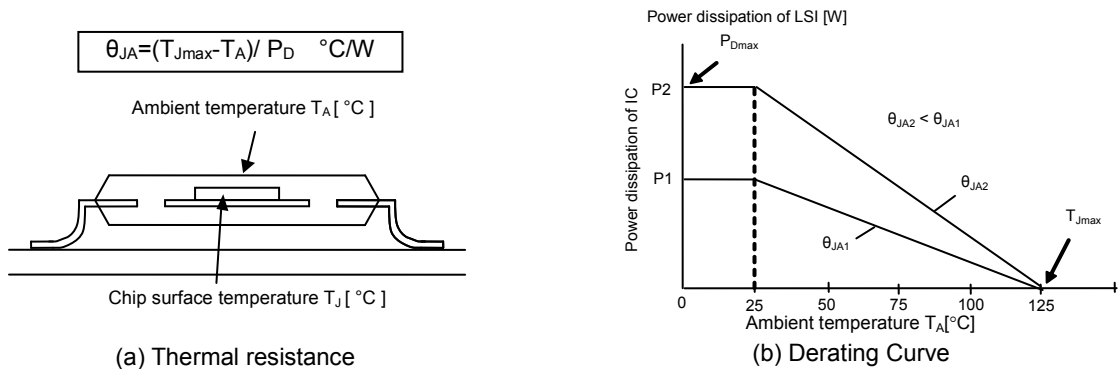 θJA=(TJmax-TA)/ PD °C/W
Ambient temperature TA [ °C ]
Chip surface temperature TJ [ °C ]
(a) Thermal resistance
Power dissipation of LSI [W]
PDmax
P2
θJA2 < θJA1
Power dissipation of IC
P1
θJA2
TJmax
θJA1
0 25 50 75 100 125
Ambient temperature TA[°C]
(b) Derating Curve